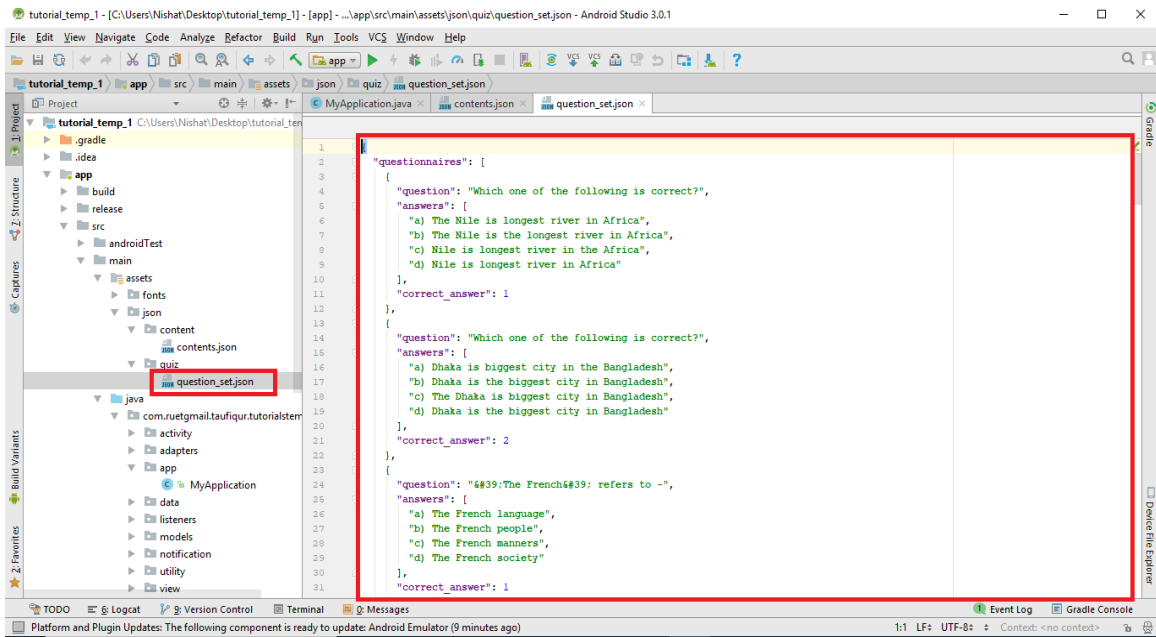 tutorial_temp_1 - [C:\Users\Nishat\Desktop\tutorial_temp_1] - [app] - ...\app\src\main\assets\json\quiz\question_set.json - Android Studio 3.0.1
File Edit View Navigate Code Analyze Refactor Build Run Tools VCS Window Help
app VCS VCS ?
tutorial_temp_1 app src main assets json quiz question_set.json
Project
MyApplication.java contents.json question_set.json
1: Project
Z: Structure
Captures
Build Variants
2: Favorites
tutorial_temp_1 C:\Users\Nishat\Desktop\tutorial_ten
.gradle
.idea
app
build
release
src
androidTest
main
assets
fonts
json
content
contents.json
quiz
question_set.json
java
com.ruetgmail.taufiqur.tutorialstem
activity
adapters
app
MyApplication
data
listeners
models
notification
utility
view
1 {
2 "questionnaires": [
3 {
4 "question": "Which one of the following is correct?",
5 "answers": [
6 "a) The Nile is longest river in Africa",
7 "b) The Nile is the longest river in Africa",
8 "c) Nile is longest river in the Africa",
9 "d) Nile is longest river in Africa"
10 ],
11 "correct_answer": 1
12 },
13 {
14 "question": "Which one of the following is correct?",
15 "answers": [
16 "a) Dhaka is biggest city in the Bangladesh",
17 "b) Dhaka is the biggest city in Bangladesh",
18 "c) The Dhaka is the biggest city in Bangladesh",
19 "d) Dhaka is the biggest city in Bangladesh"
20 ],
21 "correct_answer": 2
22 },
23 {
24 "question": "&#39;The French&#39; refers to -",
25 "answers": [
26 "a) The French language",
27 "b) The French people",
28 "c) The French manners",
29 "d) The French society"
30 ],
31 "correct_answer": 1
Gradle
Device File Explorer
TODO 6: Logcat 9: Version Control Terminal 0: Messages 1 Event Log Gradle Console
Platform and Plugin Updates: The following component is ready to update: Android Emulator (9 minutes ago) 1:1 LF÷ UTF-8÷ Context: <no context>